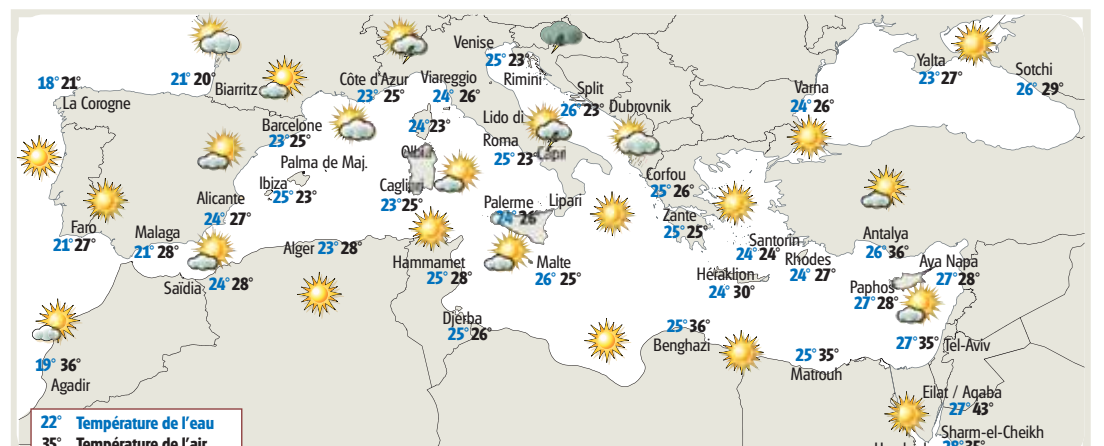 Venise
25° 23°
Rimini
Yalta
23° 27°
Sotchi
26° 29°
18° 21°
La Corogne
21° 20°
Biarritz
Côte d'Azur
23° 25°
Viareggio
24° 26°
Split
26° 23°
Dubrovnik
Varna
24° 26°
Barcelone
23° 25°
24° 23°
Olbia
Lido di
Roma
25° 23°
Capri
Palma de Maj.
Ibiza
25° 23°
Cagliari
23° 25°
Corfou
25° 26°
Alicante
24° 27°
Palerme
24° 26°
Lipari
Zante
25° 25°
Faro
21° 27°
Malaga
21° 28°
Alger 23° 28°
Santorin
24° 24°
Antalya
26° 36°
Saïdia
24° 28°
Hammamet
25° 28°
Malte
26° 25°
Héraklion
24° 30°
Rhodes
24° 27°
Aya Napa
27° 28°
Paphos
27° 28°
Djerba
25° 26°
25° 36°
Benghazi
25° 35°
Matrouh
27° 35°
Tel-Aviv
19° 36°
Agadir
Eilat / Aqaba
27° 43°
Sharm-el-Cheikh
28° 35°
22° Température de l'eau
35° Température de l'air